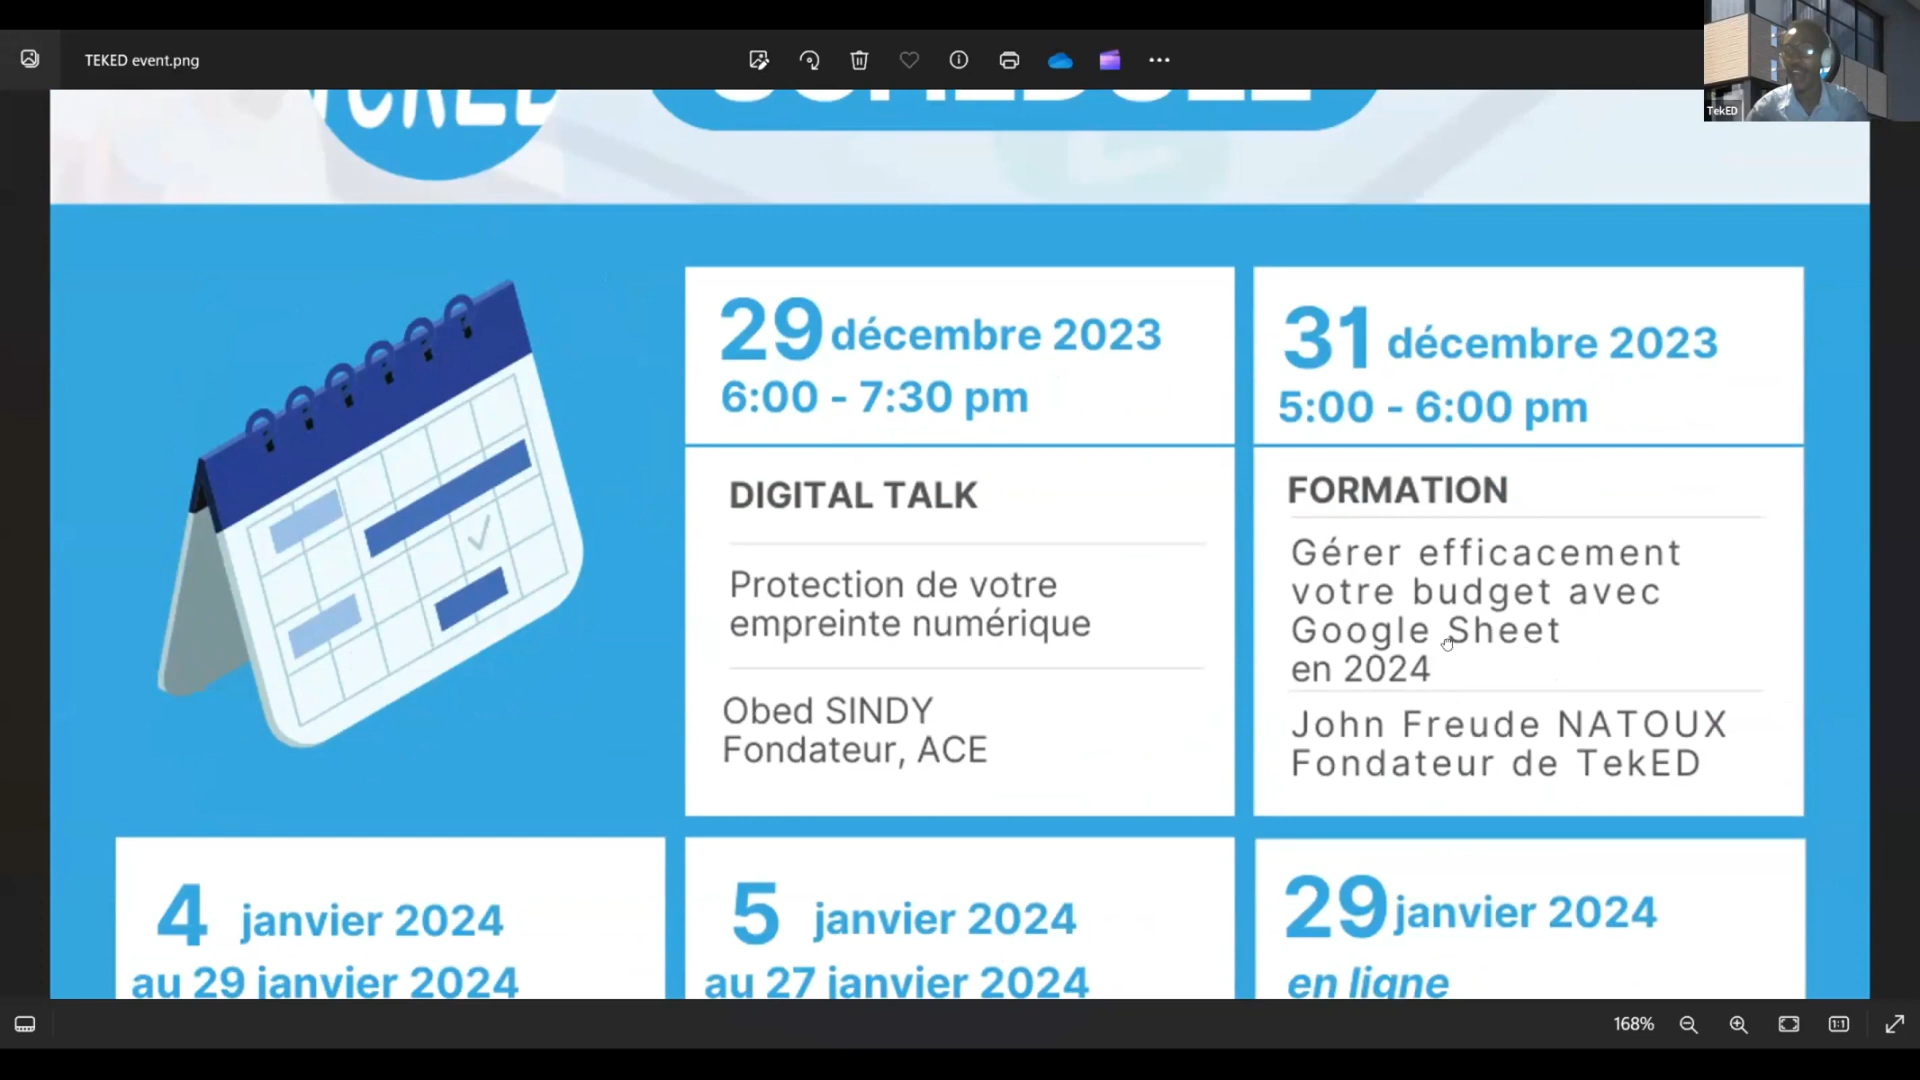 TEKED event.png
TekED
29 décembre 2023
6:00 - 7:30 pm
DIGITAL TALK
Protection de votre
empreinte numérique
Obed SINDY
Fondateur, ACE
31 décembre 2023
5:00 - 6:00 pm
FORMATION
Gérer efficacement
votre budget avec
Google Sheet
en 2024
John Freude NATOUX
Fondateur de TekED
4 janvier 2024
au 29 janvier 2024
5 janvier 2024
au 27 janvier 2024
29 janvier 2024
en ligne
168%
1:1